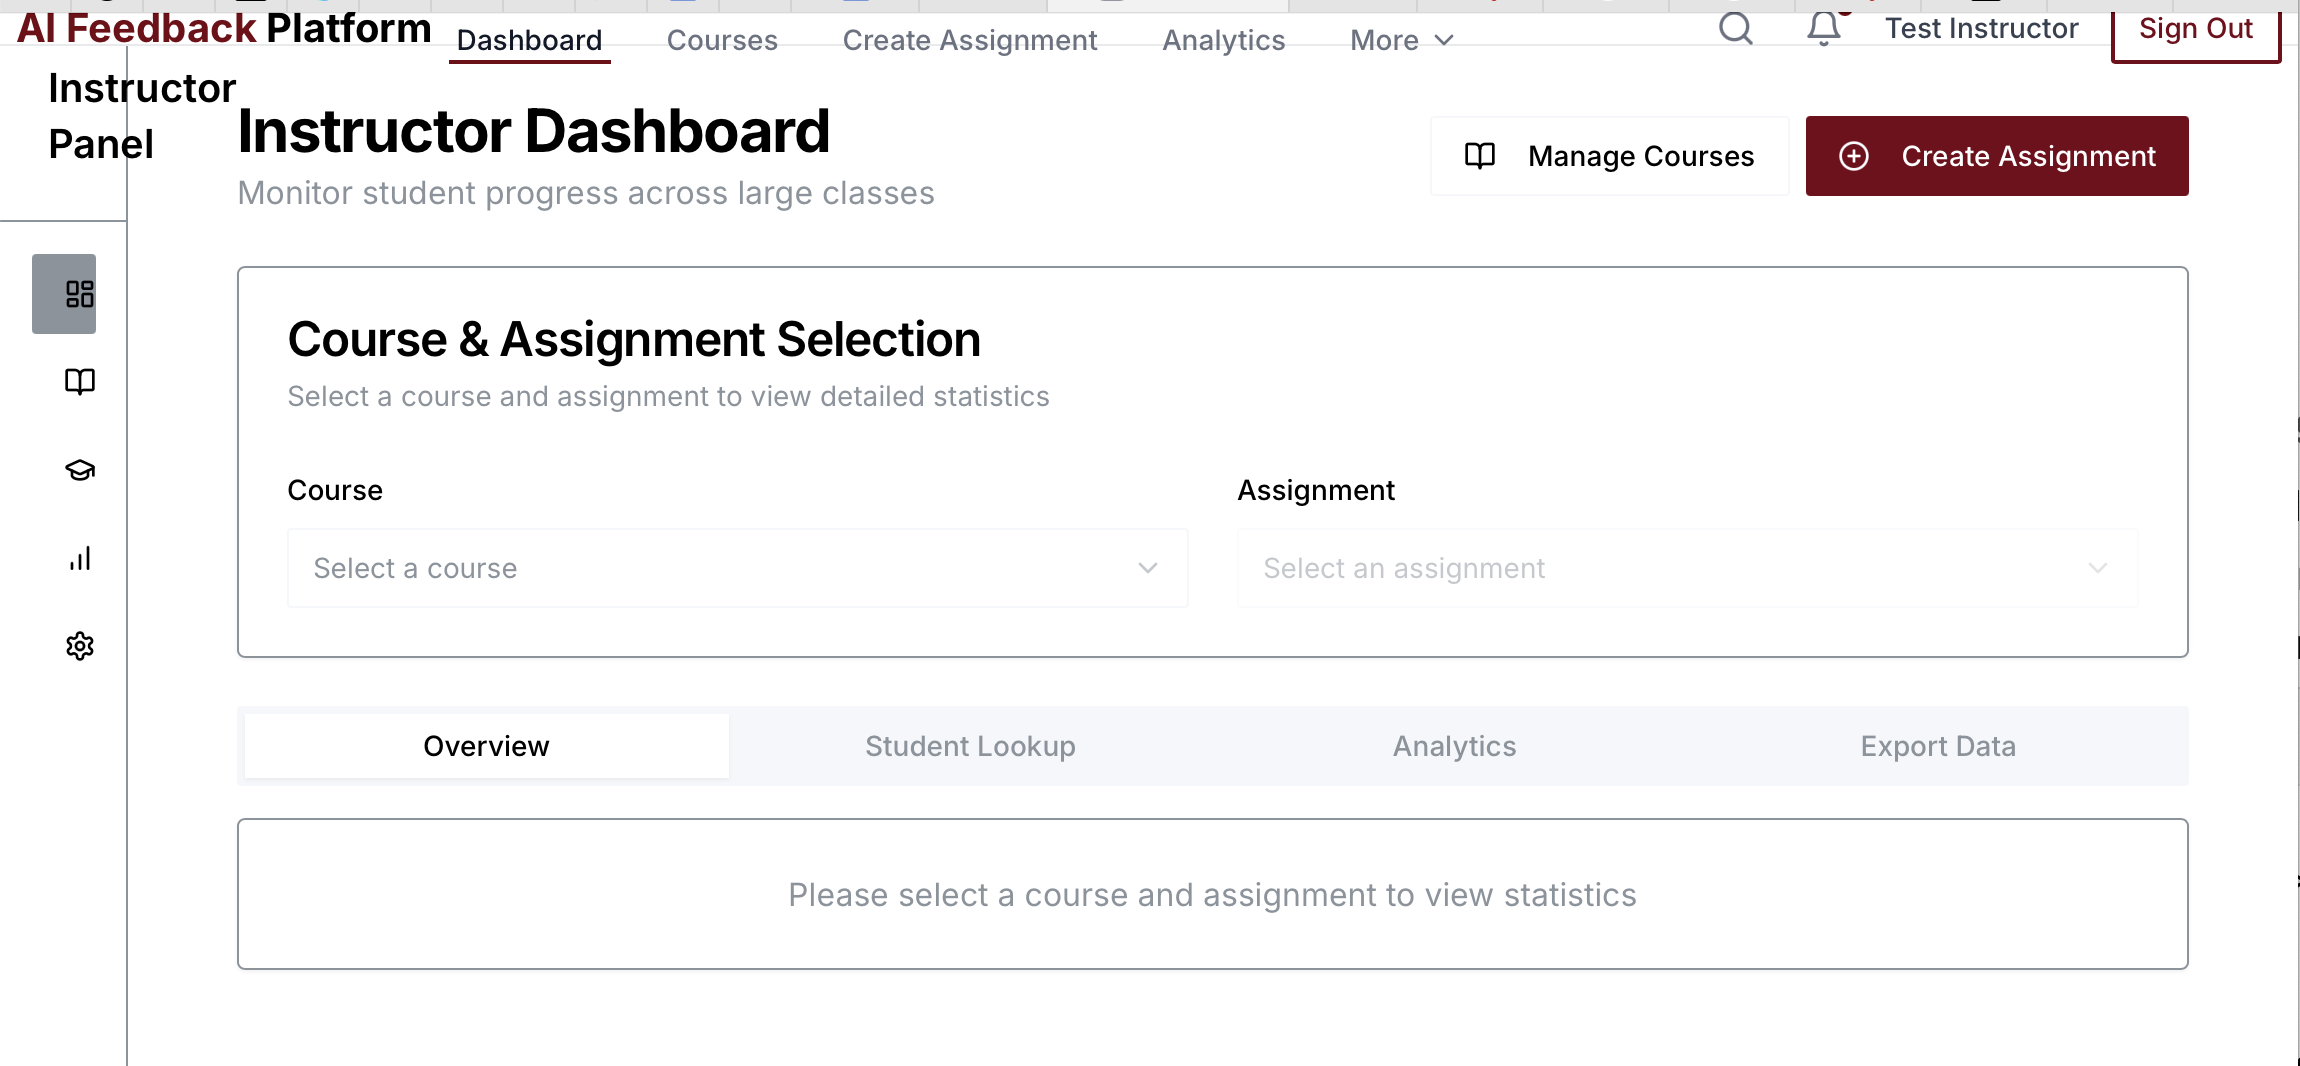 AI Feedback Platform
Dashboard
Courses
Create Assignment
Analytics
More
Test Instructor
Sign Out
Instructor
Panel
Instructor Dashboard
Monitor student progress across large classes
Manage Courses
Create Assignment
Course & Assignment Selection
Select a course and assignment to view detailed statistics
Course
Assignment
Select a course
Select an assignment
Overview
Student Lookup
Analytics
Export Data
Please select a course and assignment to view statistics